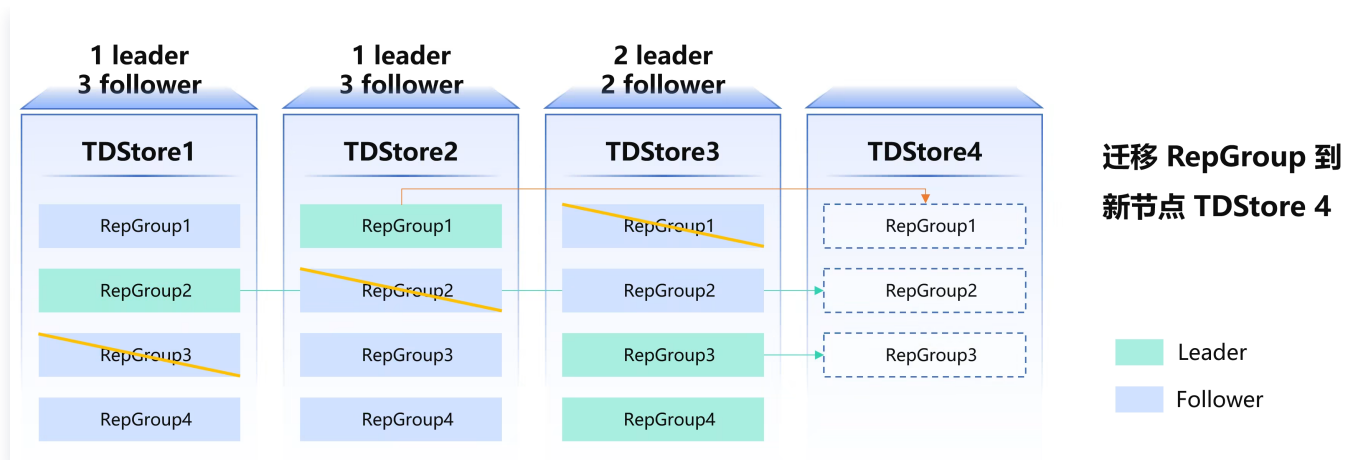 1 leader
3 follower
1 leader
3 follower
2 leader
2 follower
TDStore1
TDStore2
TDStore3
TDStore4
迁移 RepGroup 到
新节点 TDStore 4
RepGroup1
RepGroup1
RepGroup1
RepGroup1
RepGroup2
RepGroup2
RepGroup2
RepGroup2
RepGroup3
RepGroup3
RepGroup3
RepGroup3
RepGroup4
RepGroup4
RepGroup4
Leader
Follower